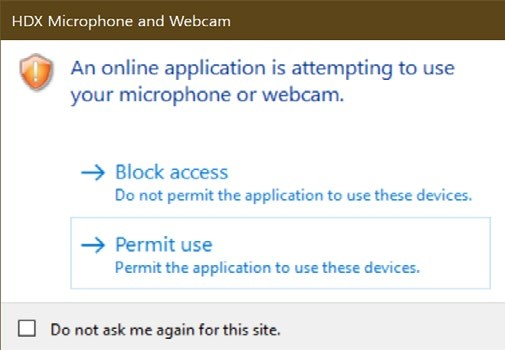 HDX Microphone and Webcam
An online application is attempting to use
your microphone or webcam.
Block access
Do not permit the application to use these devices.
Permit use
Permit the application to use these devices.
Do not ask me again for this site.